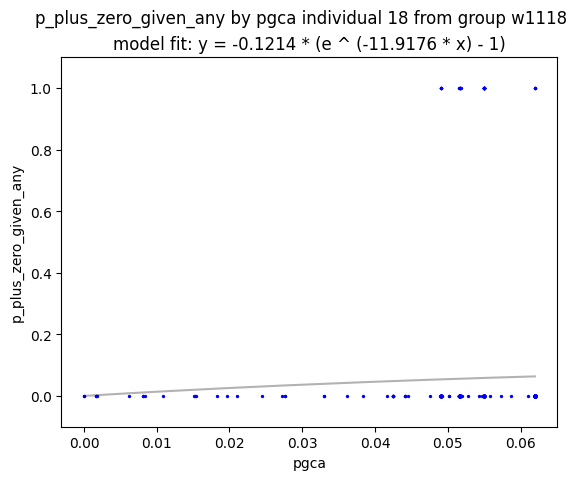 p_plus_zero_given_any by pgca individual 18 from group w1118
model fit: y = -0.1214 * (e ^ (-11.9176 * x) - 1)
1.0
0.8
0.6
0.4
0.2
0.0
p_plus_zero_given_any
0.00 0.01 0.02 0.03 0.04 0.05 0.06
pgca